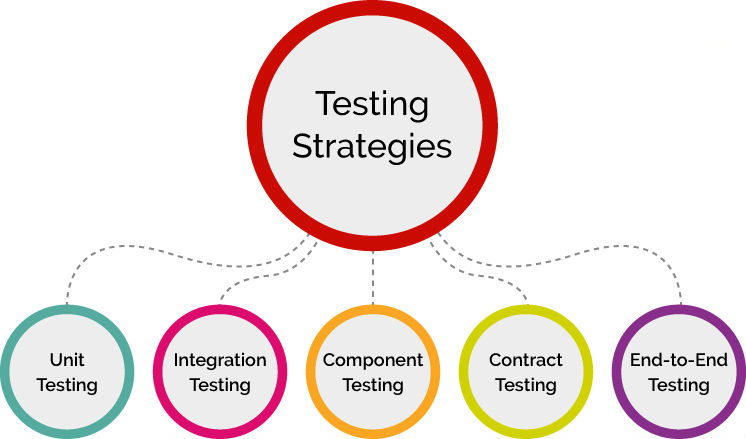 Testing
Strategies
Unit
Testing
Integration
Testing
Component
Testing
Contract
Testing
End-to-End
Testing